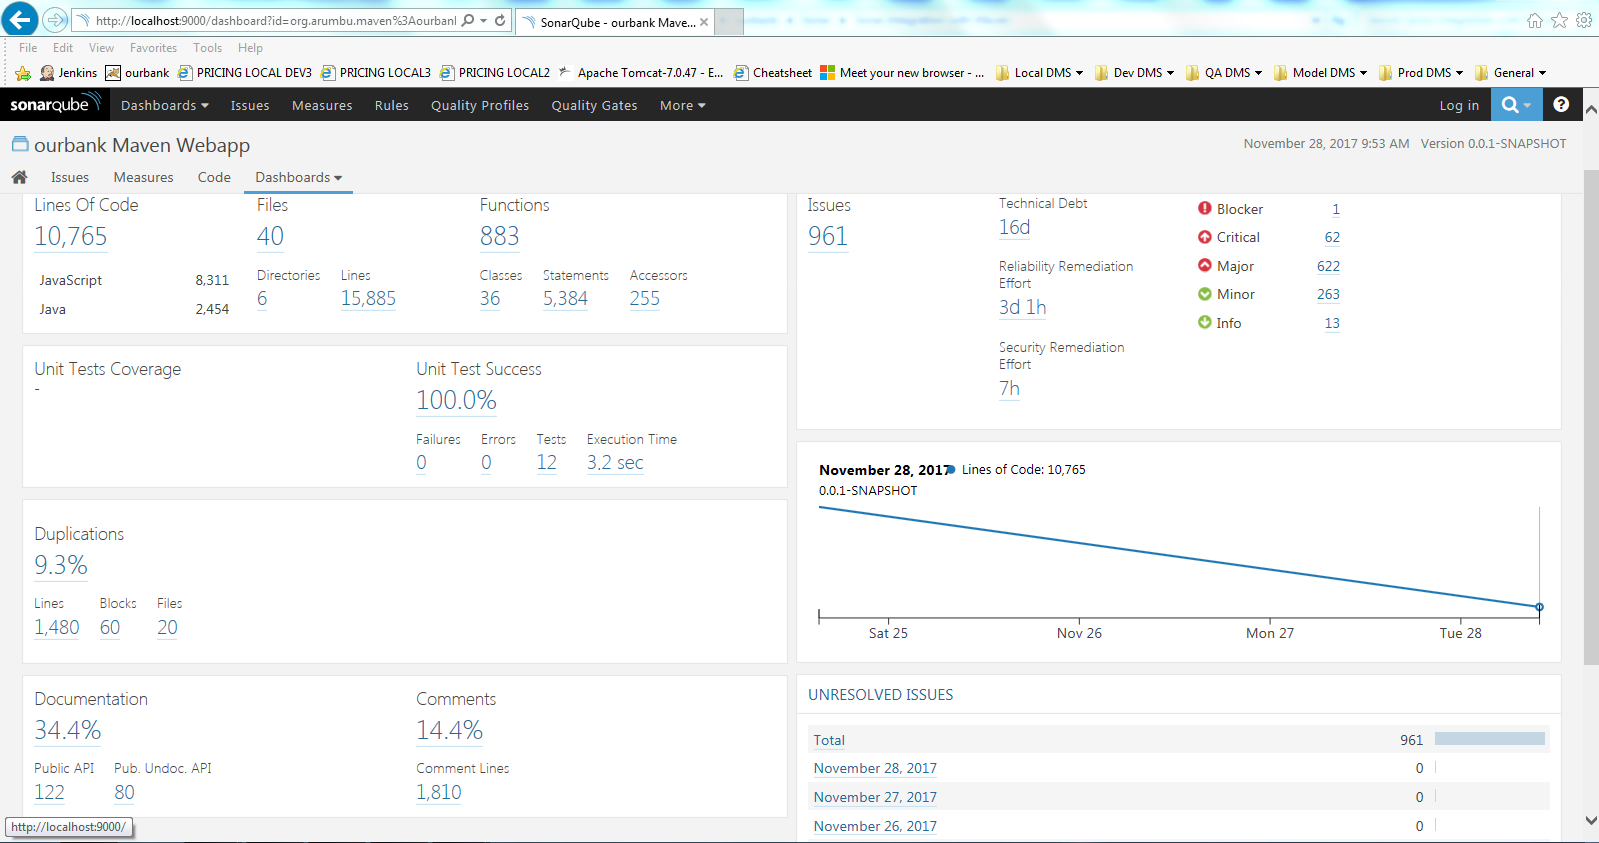 http://localhost:9000/dashboard?id=org.arumbu.maven%3Aourbanl
SonarQube - ourbank Mave...
File Edit View Favorites Tools Help
Jenkins ourbank PRICING LOCAL DEV3 PRICING LOCAL3 PRICING LOCAL2 Apache Tomcat-7.0.47 - E... Cheatsheet Meet your new browser - ... Local DMS Dev DMS QA DMS Model DMS Prod DMS General
sonarqube Dashboards Issues Measures Rules Quality Profiles Quality Gates More Log in ?
ourbank Maven Webapp
November 28, 2017 9:53 AM Version 0.0.1-SNAPSHOT
Issues Measures Code Dashboards
Lines Of Code Files Functions
10,765 40 883
JavaScript 8,311
Java 2,454
Directories Lines
6 15,885
Classes Statements Accessors
36 5,384 255
Unit Tests Coverage
-
Unit Test Success
100.0%
Failures Errors Tests Execution Time
0 0 12 3.2 sec
Duplications
9.3%
Lines Blocks Files
1,480 60 20
Documentation
34.4%
Public API Pub. Undoc. API
122 80
Comments
14.4%
Comment Lines
1,810
Issues
961
Technical Debt
16d
Reliability Remediation
Effort
3d 1h
Security Remediation
Effort
7h
Blocker 1
Critical 62
Major 622
Minor 263
Info 13
November 28, 2017 Lines of Code: 10,765
0.0.1-SNAPSHOT
Sat 25 Nov 26 Mon 27 Tue 28
UNRESOLVED ISSUES
Total 961
November 28, 2017 0
November 27, 2017 0
November 26, 2017 0
http://localhost:9000/